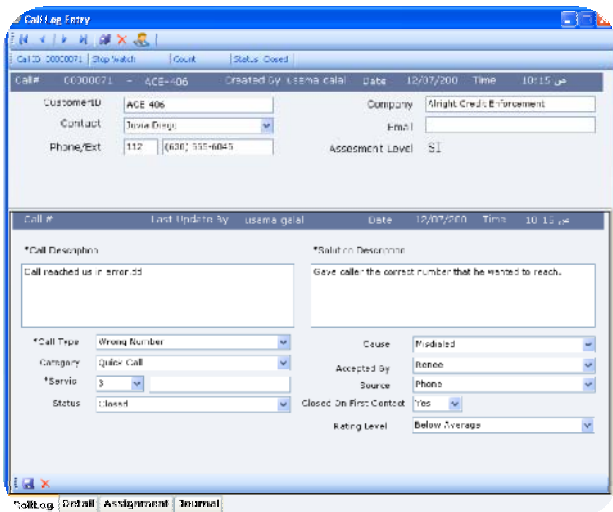 Call Log Entry
Call ID 00000071 Stop Watch Count Status Closed
Call# 00000071 - ACE-406 Created By usama galal Date 12/07/200 Time 10:15 ص
CustomerID ACE 406 Company Alright Credit Enforcement
Contact Email
Phone/Ext 112 (630) 555-6045 Assesment Level SI
Call # Last Update By usama galal Date 12/07/200 Time 10:15 ص
*Call Description *Solution Description
Call reached us in error.dd Gave caller the correct number that he wanted to reach.
*Call Type Wrong Number Cause Misdialed
Category Quick Call Accepted By Renee
*Servic 3 Source Phone
Status Closed Closed On First Contact Yes
Rating Level Below Average
CallLog Detail Assignment Journal